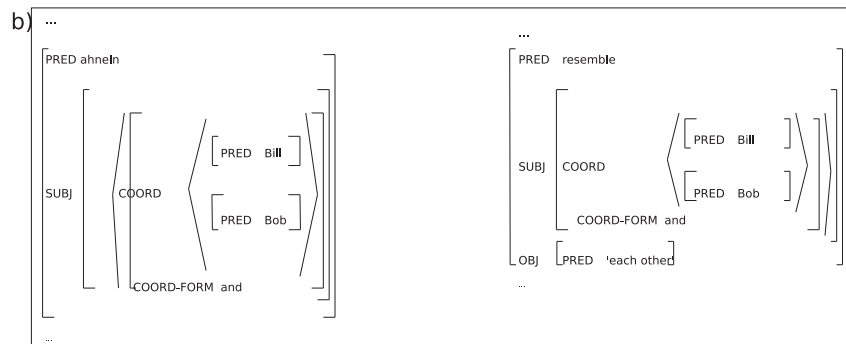 b)
...
PRED ahneln
PRED Bill
SUBJ COORD
PRED Bob
COORD-FORM and
...
...
PRED resemble
PRED Bill
SUBJ COORD
PRED Bob
COORD-FORM and
OBJ PRED 'each other'
...